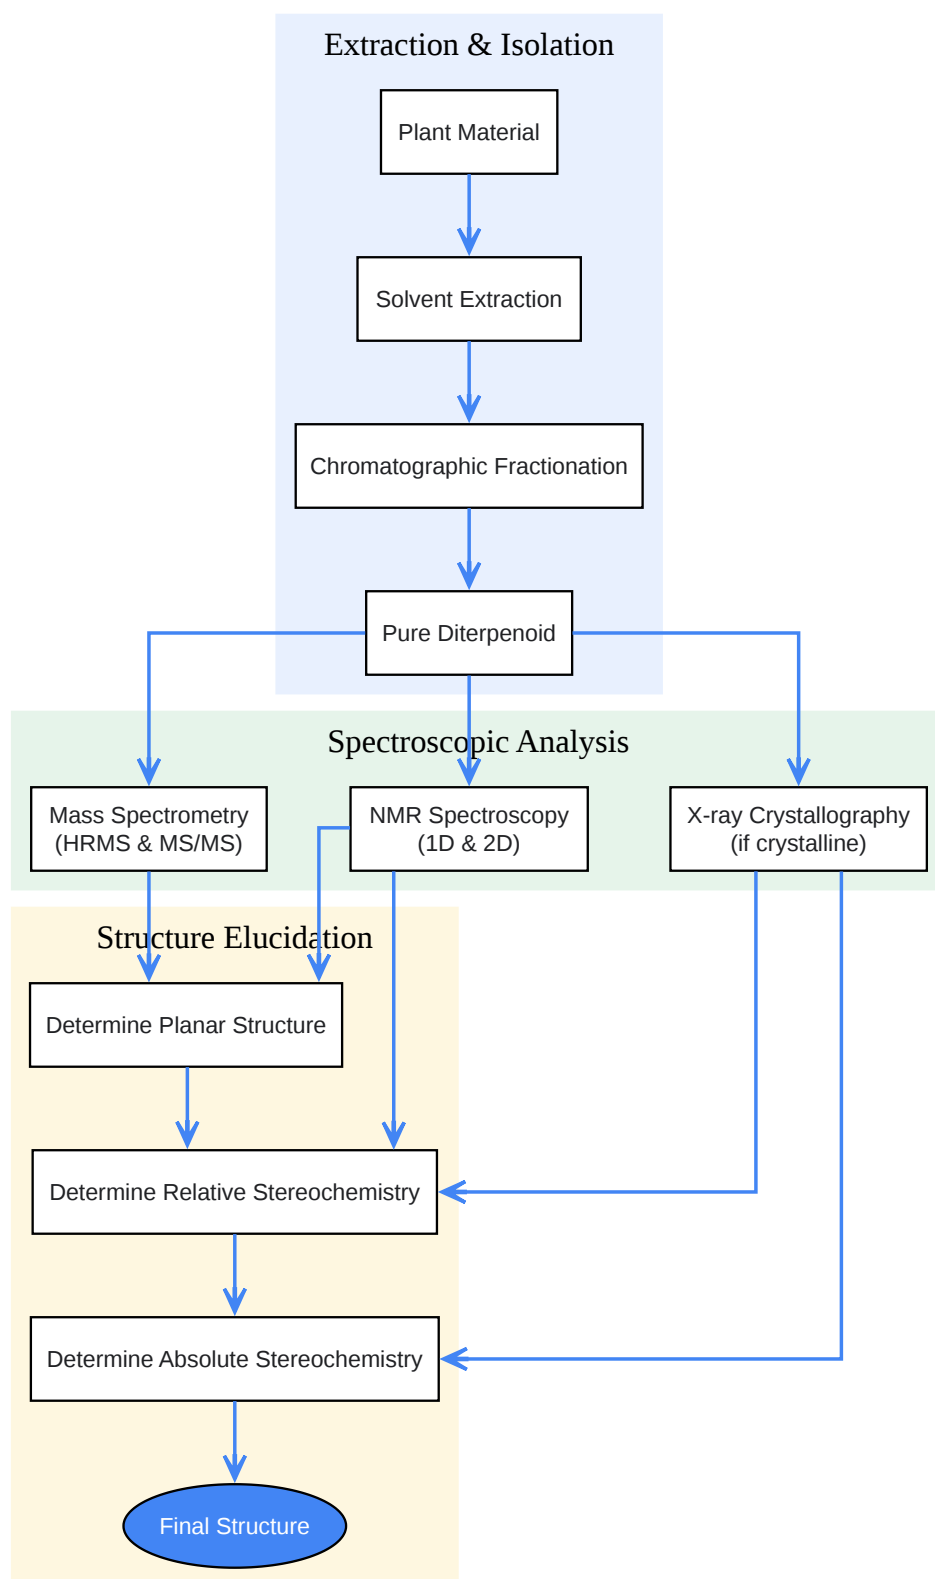 Extraction & Isolation
Plant Material
Solvent Extraction
Chromatographic Fractionation
Pure Diterpenoid
Spectroscopic Analysis
Mass Spectrometry
(HRMS & MS/MS)
NMR Spectroscopy
(1D & 2D)
X-ray Crystallography
(if crystalline)
Structure Elucidation
Determine Planar Structure
Determine Relative Stereochemistry
Determine Absolute Stereochemistry
Final Structure